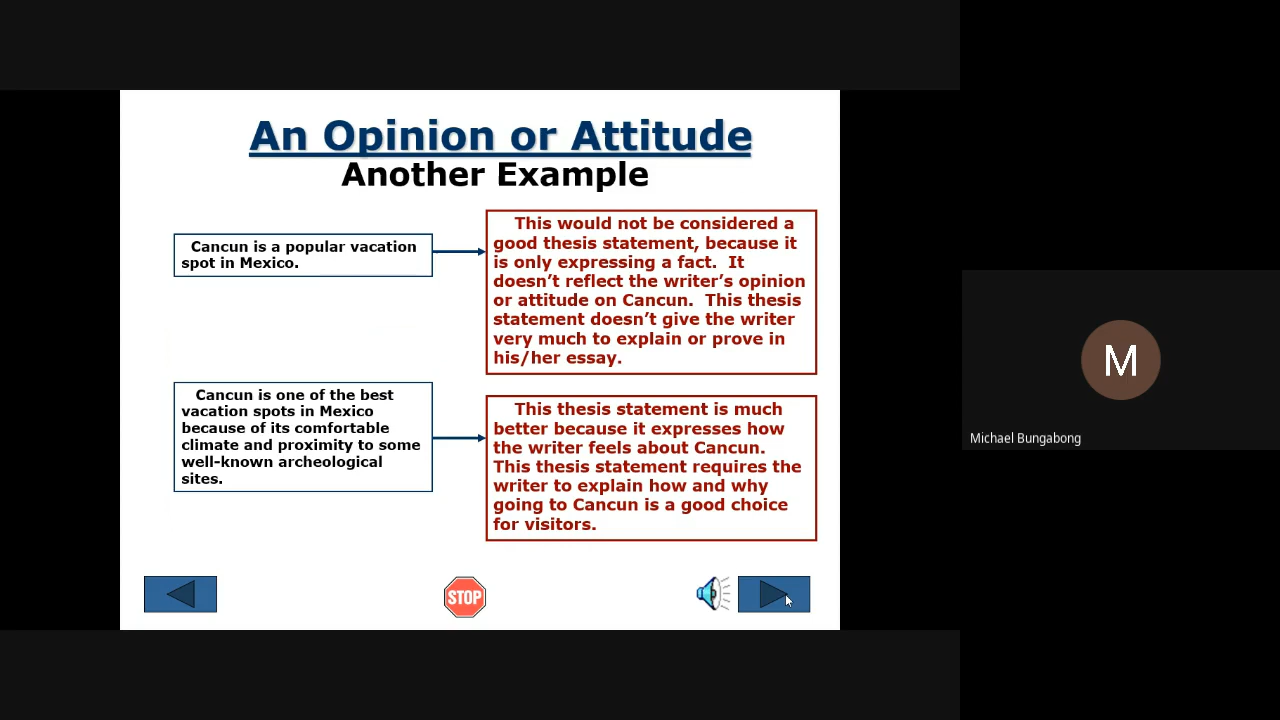 An Opinion or Attitude
Another Example
Cancun is a popular vacation
spot in Mexico.
This would not be considered a
good thesis statement, because it
is only expressing a fact.  It
doesn’t reflect the writer’s opinion
or attitude on Cancun.  This thesis
statement doesn’t give the writer
very much to explain or prove in
his/her essay.
Cancun is one of the best
vacation spots in Mexico
because of its comfortable
climate and proximity to some
well-known archeological
sites.
This thesis statement is much
better because it expresses how
the writer feels about Cancun.
This thesis statement requires the
writer to explain how and why
going to Cancun is a good choice
for visitors.
STOP
M
Michael Bungabong